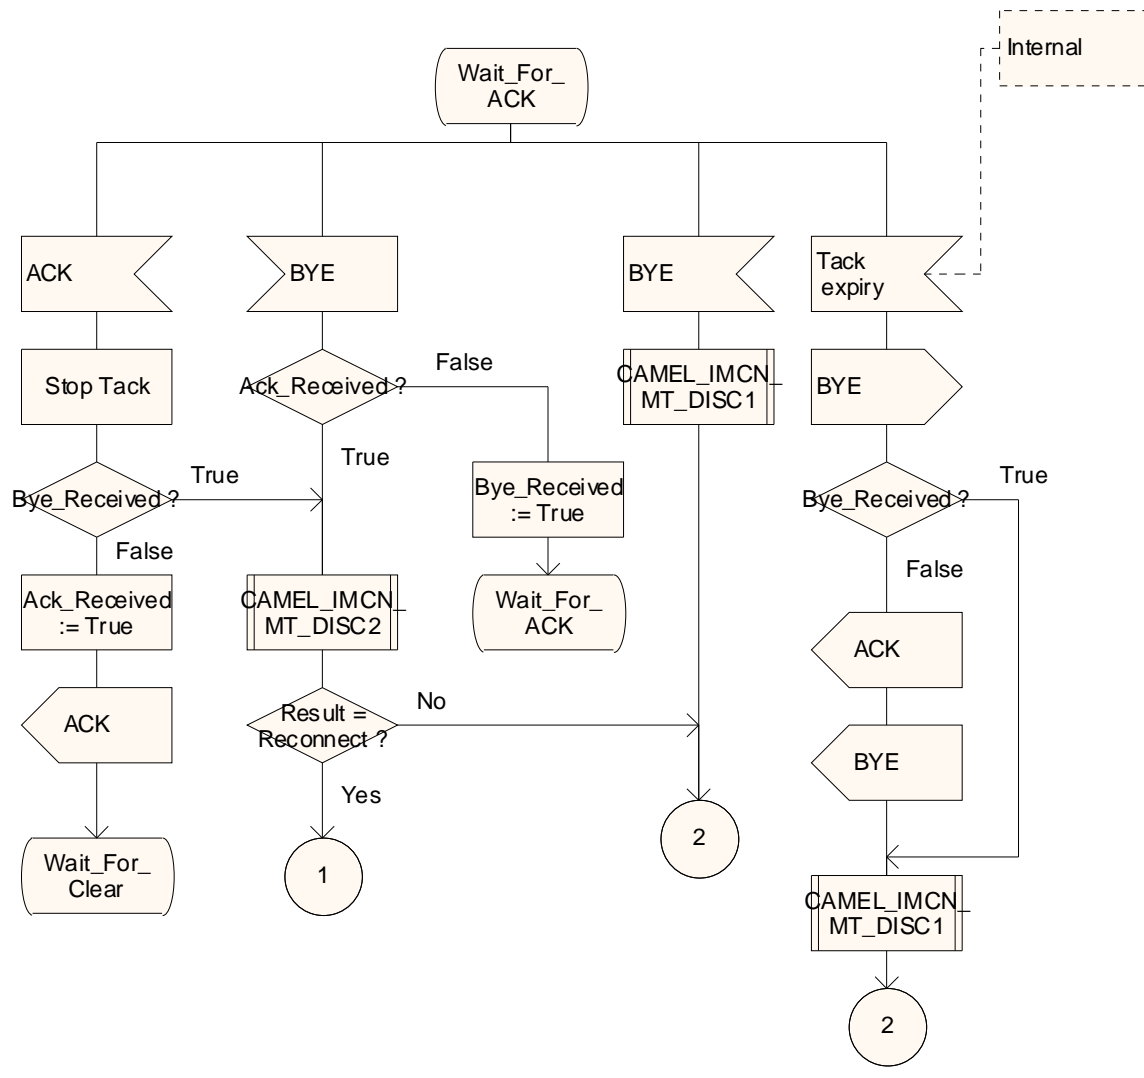 Internal
Wait_For_
ACK
ACK
BYE
BYE
Tack
expiry
Stop Tack
Ack_Received ?
False
CAMEL_IMCN_
MT_DISC1
BYE
True
Bye_Received ?
True
Bye_Received
:= True
Bye_Received ?
True
False
False
Ack_Received
:= True
CAMEL_IMCN_
MT_DISC2
Wait_For_
ACK
ACK
ACK
Result =
Reconnect ?
No
BYE
Yes
Wait_For_
Clear
1
2
CAMEL_IMCN_
MT_DISC1
2